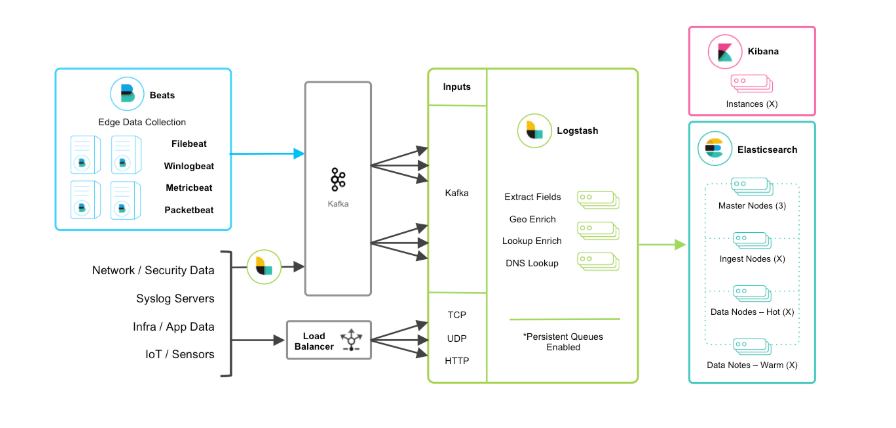 Beats
Edge Data Collection
Filebeat
Winlogbeat
Metricbeat
Packetbeat
Network / Security Data
Syslog Servers
Infra / App Data
IoT / Sensors
Kafka
Load
Balancer
Inputs
Kafka
TCP
UDP
HTTP
Logstash
Extract Fields
Geo Enrich
Lookup Enrich
DNS Lookup
*Persistent Queues
Enabled
Kibana
Instances (X)
Elasticsearch
Master Nodes (3)
Ingest Nodes (X)
Data Nodes – Hot (X)
Data Notes – Warm (X)